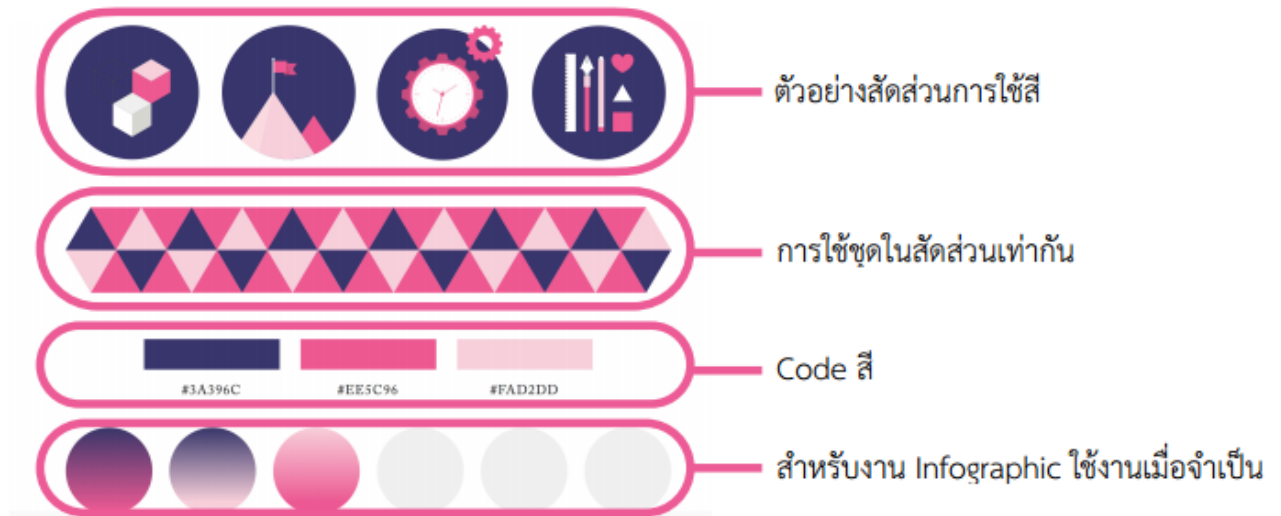 ตัวอย่างสัดส่วนการใช้สี
การใช้ชุดในสัดส่วนเท่ากัน
Code สี
#3A396C
#EE5C96
#FAD2DD
สำหรับงาน Infographic ใช้งานเมื่อจำเป็น